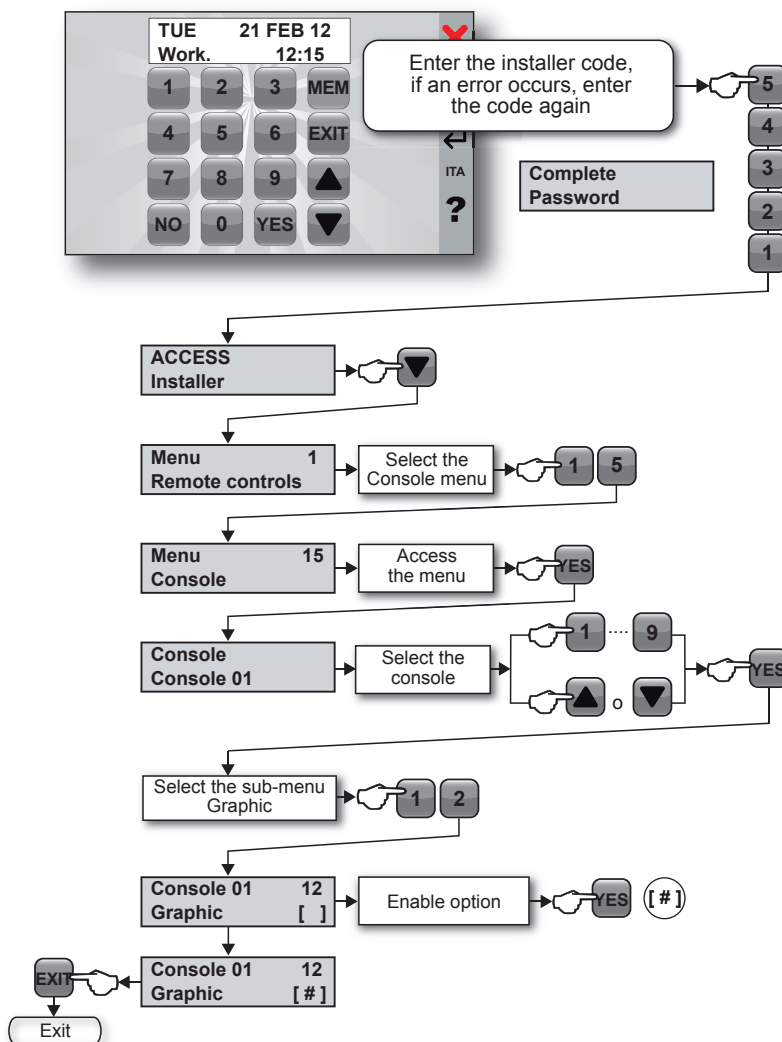 TUE 21 FEB 12
Work. 12:15
1 2 3 MEM
4 5 6 EXIT
7 8 9
NO 0 YES
ITA
?
Enter the installer code,
if an error occurs, enter
the code again
5
4
3
2
1
Complete
Password
ACCESS
Installer
Menu 1
Remote controls
Select the
Console menu
1 5
Menu 15
Console
Access
the menu
YES
Console
Console 01
Select the
console
1 .... 9
o
YES
Select the sub-menu
Graphic
1 2
Console 01 12
Graphic [ ]
Enable option
YES
[ # ]
Console 01 12
Graphic [ # ]
EXIT
Exit